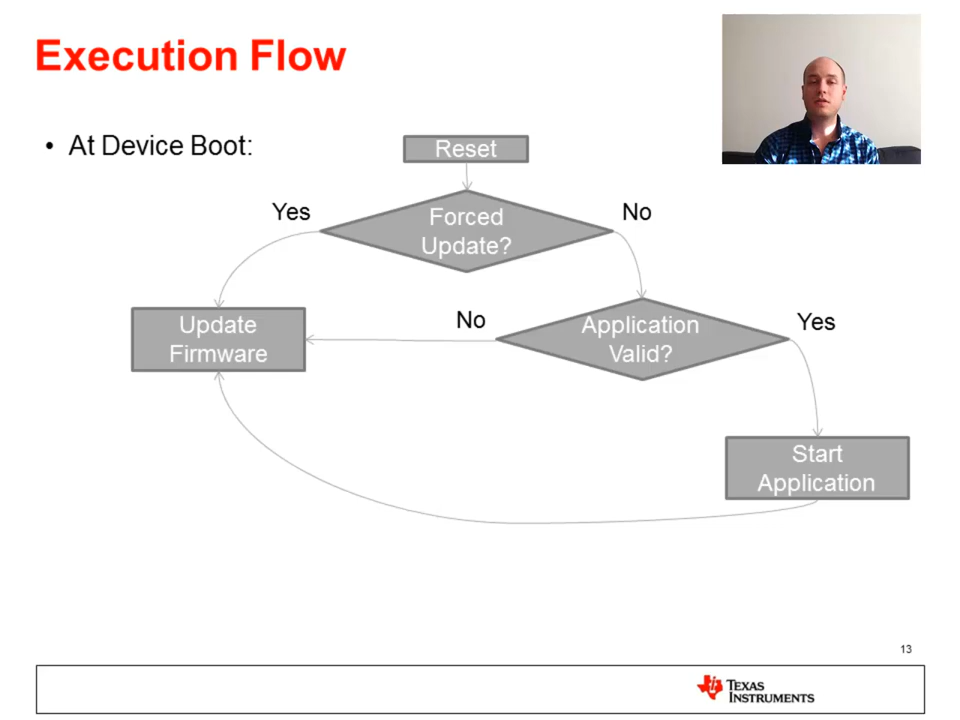 Execution Flow
• At Device Boot:
Reset
Yes
Forced
Update?
No
Update
Firmware
No
Application
Valid?
Yes
Start
Application
13
TEXAS
INSTRUMENTS